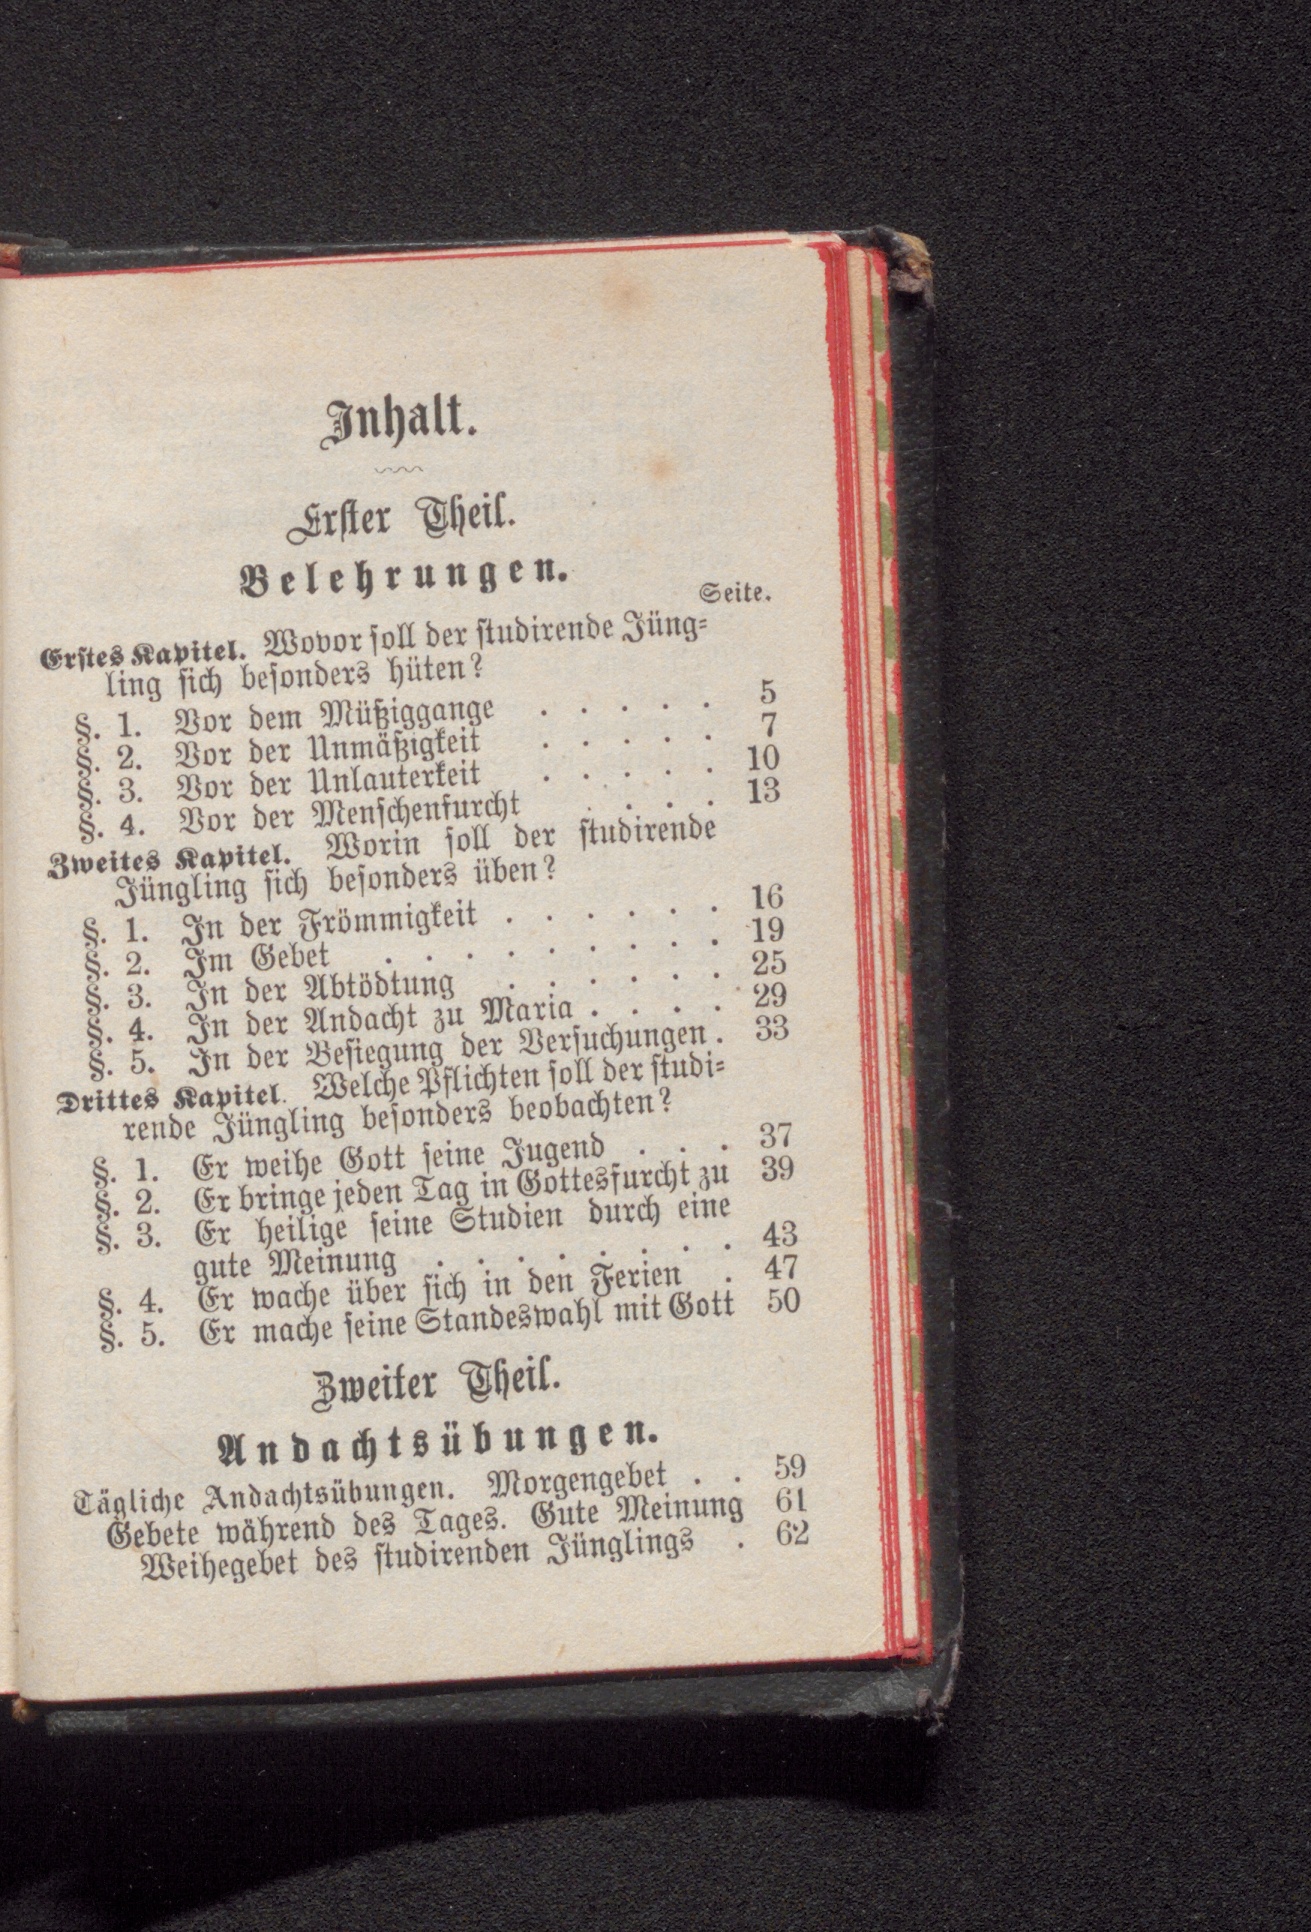 Inhalt.
Erster Theil.
Belehrungen.
Seite.
Erstes Kapitel. Wovor soll der studirende Jüng-
ling sich besonders hüten?
§. 1. Vor dem Müßiggange . . . . . 5
§. 2. Vor der Unmäßigkeit . . . . . 7
§. 3. Vor der Unlauterkeit . . . . . 10
§. 4. Vor der Menschenfurcht . . . . 13
Zweites Kapitel. Worin soll der studirende
Jüngling sich besonders üben?
§. 1. In der Frömmigkeit . . . . . . 16
§. 2. Im Gebet . . . . . . . . . 19
§. 3. In der Abtödtung . . . . . . 25
§. 4. In der Andacht zu Maria . . . . 29
§. 5. In der Besiegung der Versuchungen . 33
Drittes Kapitel. Welche Pflichten soll der studi-
rende Jüngling besonders beobachten?
§. 1. Er weihe Gott seine Jugend . . . 37
§. 2. Er bringe jeden Tag in Gottesfurcht zu 39
§. 3. Er heilige seine Studien durch eine
gute Meinung . . . . . . . . 43
§. 4. Er wache über sich in den Ferien . 47
§. 5. Er mache seine Standeswahl mit Gott 50
Zweiter Theil.
Andachtsübungen.
Tägliche Andachtsübungen. Morgengebet . . 59
Gebete während des Tages. Gute Meinung 61
Weihegebet des studirenden Jünglings . 62